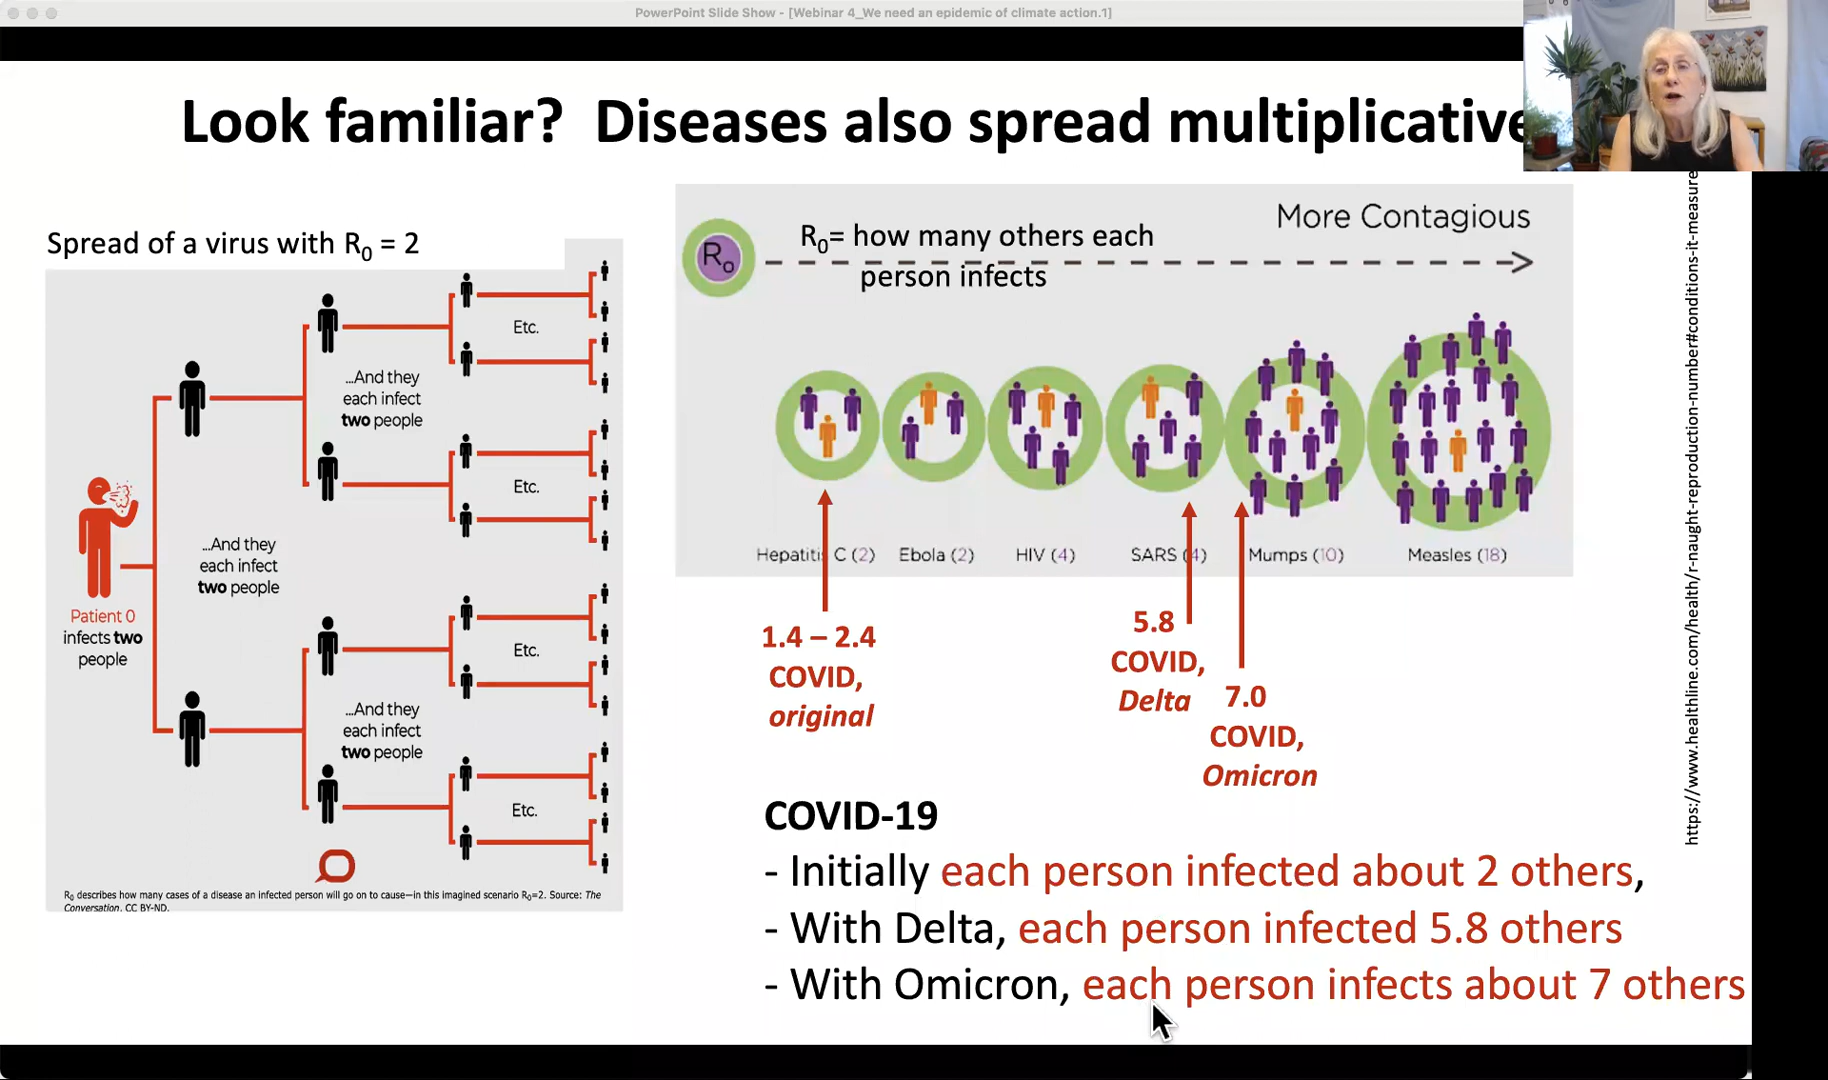 PowerPoint Slide Show - [Webinar 4_We need an epidemic of climate action.1]
Look familiar?  Diseases also spread multiplicative
Spread of a virus with R₀ = 2
Patient 0
infects two
people
...And they
each infect
two people
...And they
each infect
two people
...And they
each infect
two people
Etc.
Etc.
Etc.
Etc.
R₀ describes how many cases of a disease an infected person will go on to cause—in this imagined scenario R₀=2. Source: The
Conversation, CC BY-ND.
R₀
R₀= how many others each
person infects
More Contagious
Hepatitis C (2)
Ebola (2)
HIV (4)
SARS (4)
Mumps (10)
Measles (18)
1.4 – 2.4
COVID,
original
5.8
COVID,
Delta
7.0
COVID,
Omicron
COVID-19
- Initially each person infected about 2 others,
- With Delta, each person infected 5.8 others
- With Omicron, each person infects about 7 others
https://www.healthline.com/health/r-naught-reproduction-number#conditions-it-measure